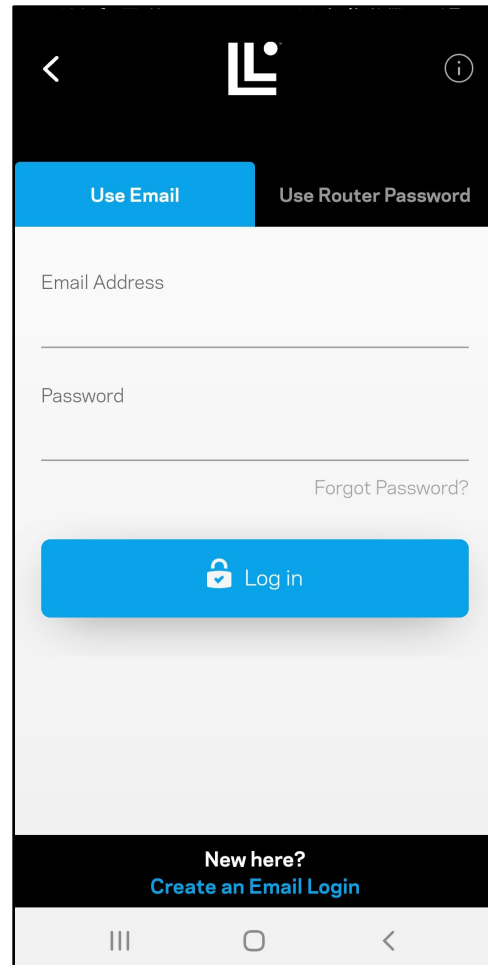 Use Email
Use Router Password
Email Address
Password
Forgot Password?
Log in
New here?
Create an Email Login